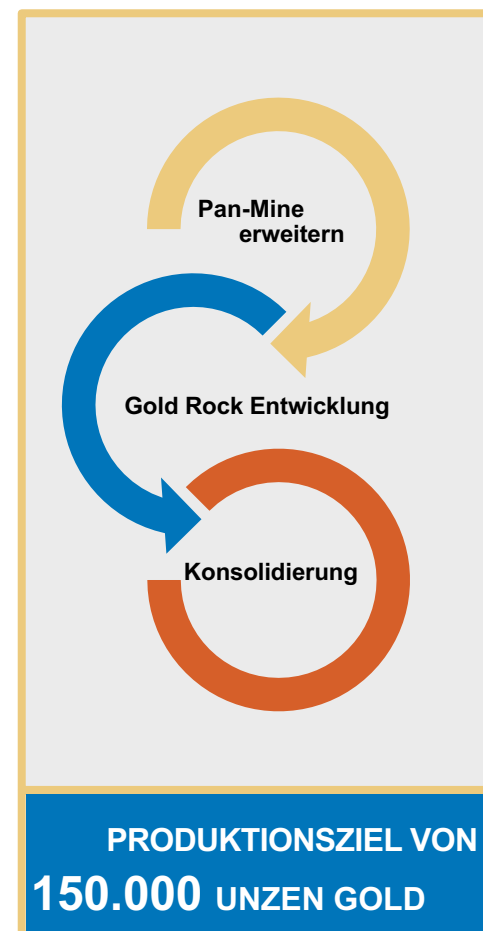 Pan-Mine
erweitern
Gold Rock Entwicklung
Konsolidierung
PRODUKTIONSZIEL VON
150.000 UNZEN GOLD